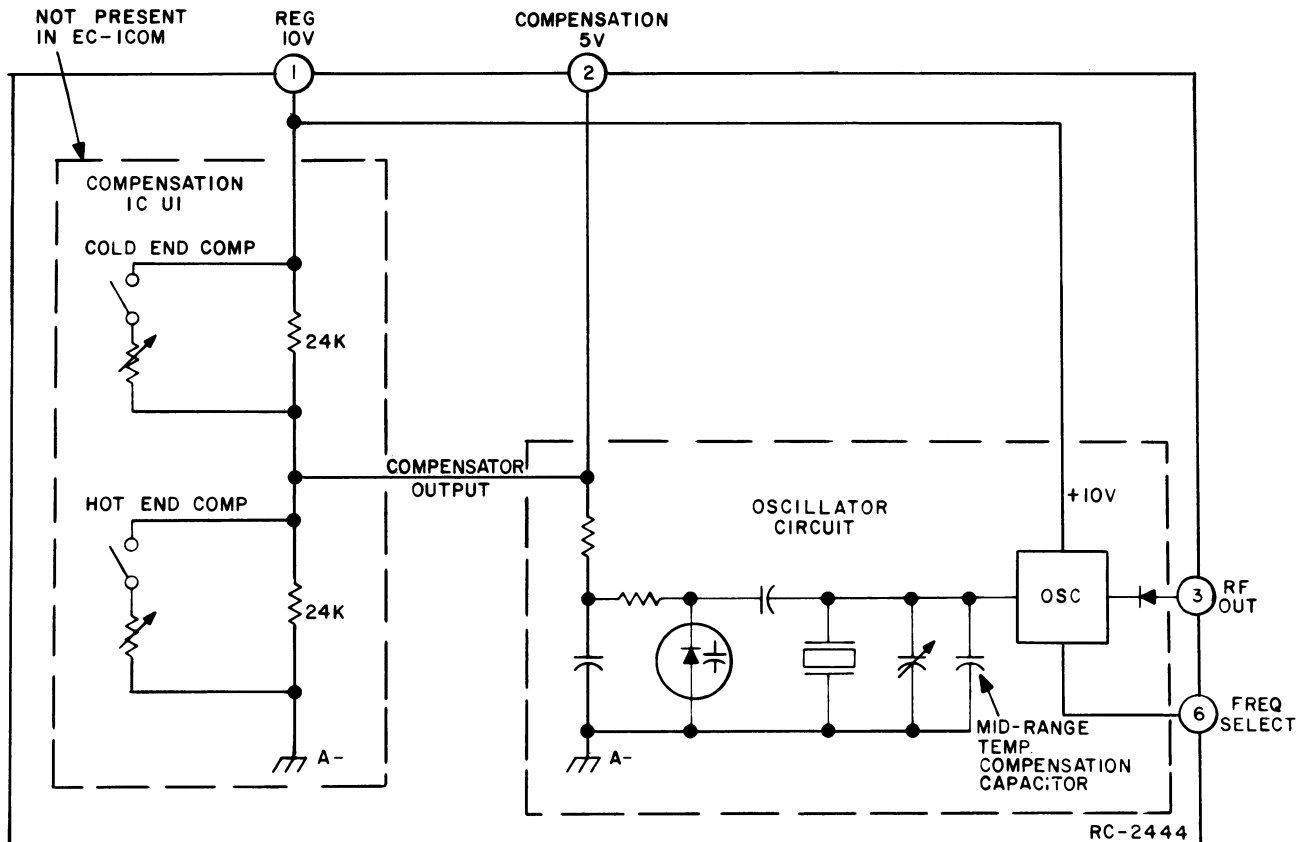 NOT PRESENT
IN EC-ICOM
REG
10V
1
COMPENSATION
5V
2
COMPENSATION
IC U1
COLD END COMP
24K
COMPENSATOR
OUTPUT
HOT END COMP
24K
A-
OSCILLATOR
CIRCUIT
+10V
OSC
3
RF
OUT
6
FREQ
SELECT
MID-RANGE
TEMP.
COMPENSATION
CAPACITOR
A-
RC-2444